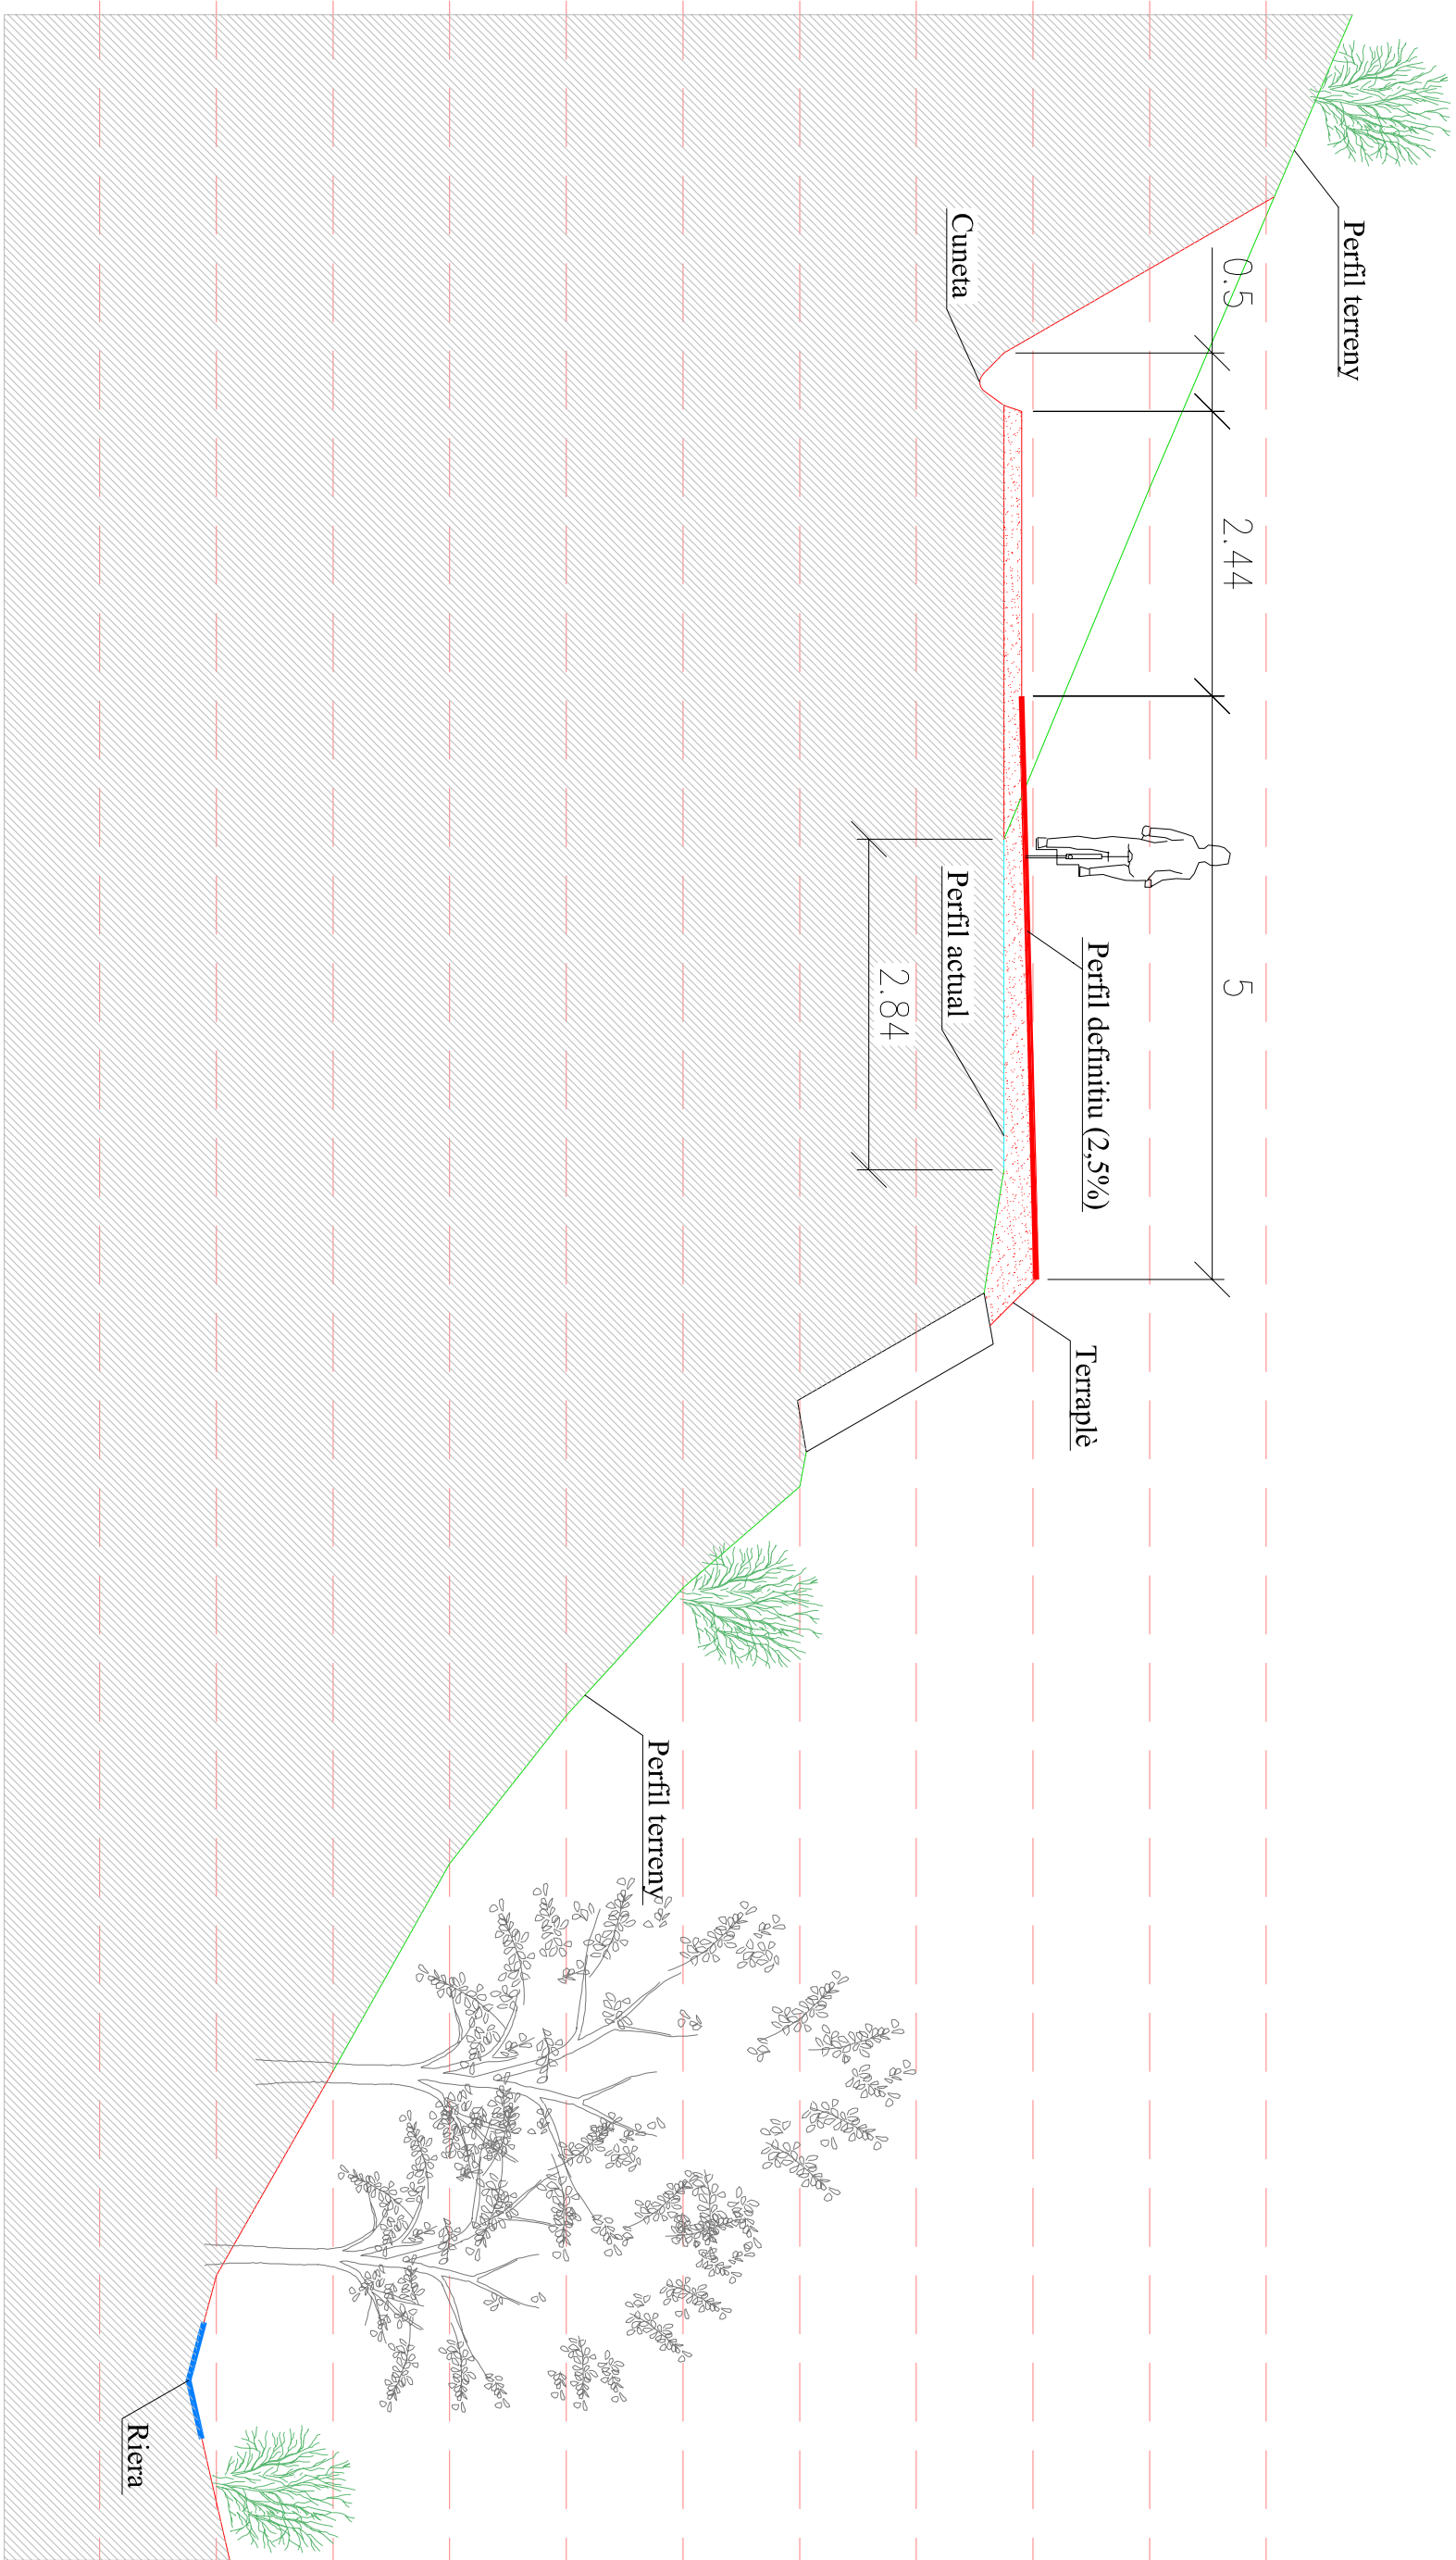 Perfil terreny
0.5
Cuneta
2.44
5
Perfil definitiu (2,5%)
Perfil actual
2.84
Terraplè
Perfil terreny
Riera